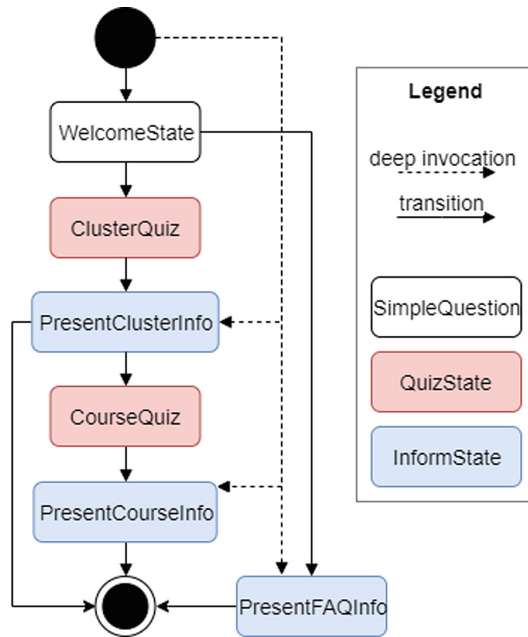 WelcomeState
ClusterQuiz
PresentClusterInfo
CourseQuiz
PresentCourseInfo
PresentFAQInfo
Legend
deep invocation
transition
SimpleQuestion
QuizState
InformState